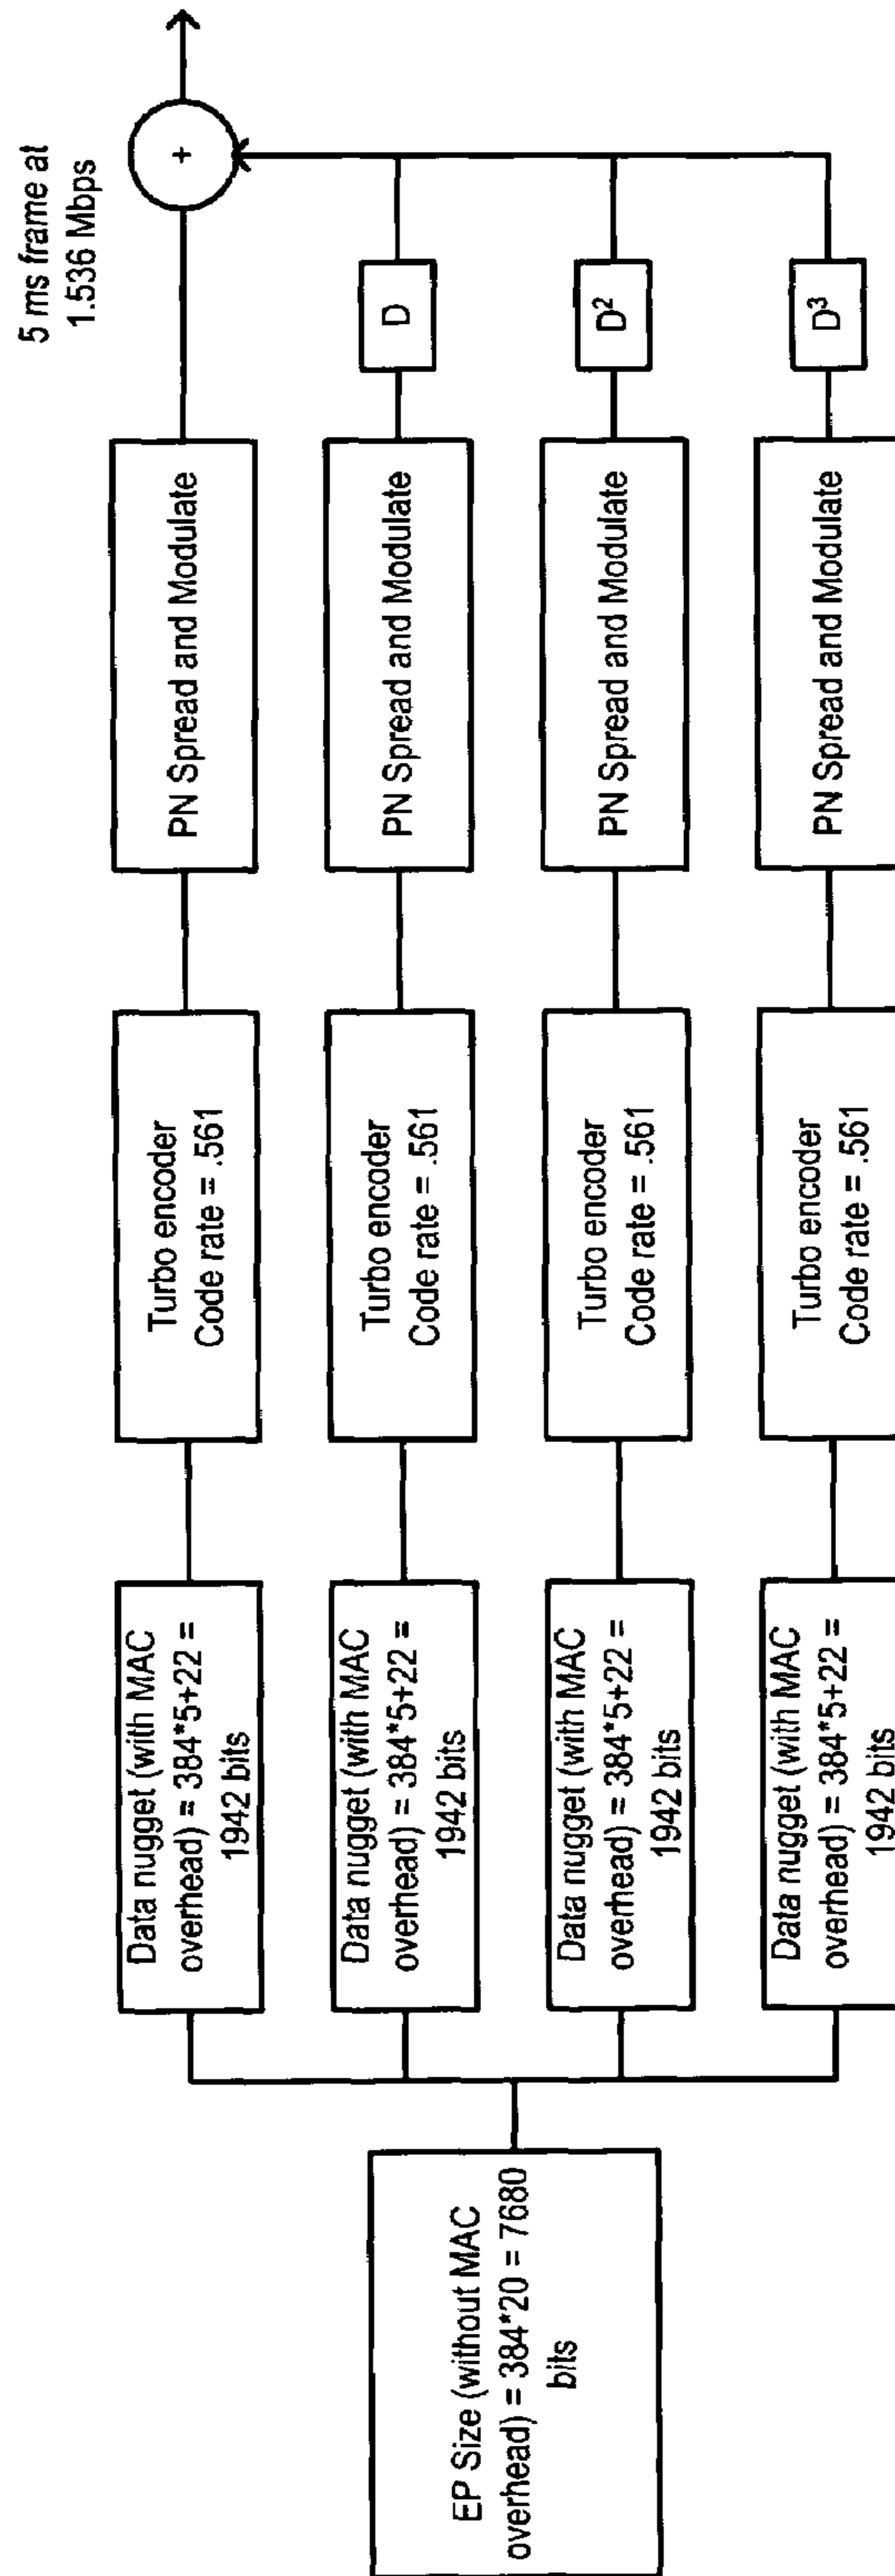 EP Size (without MAC
overhead) = 384*20 = 7680
bits
Data nugget (with MAC
overhead) = 384*5+22 =
1942 bits
Turbo encoder
Code rate = .561
PN Spread and Modulate
5 ms frame at
1.536 Mbps
+
Data nugget (with MAC
overhead) = 384*5+22 =
1942 bits
Turbo encoder
Code rate = .561
PN Spread and Modulate
D
Data nugget (with MAC
overhead) = 384*5+22 =
1942 bits
Turbo encoder
Code rate = .561
PN Spread and Modulate
D²
Data nugget (with MAC
overhead) = 384*5+22 =
1942 bits
Turbo encoder
Code rate = .561
PN Spread and Modulate
D³